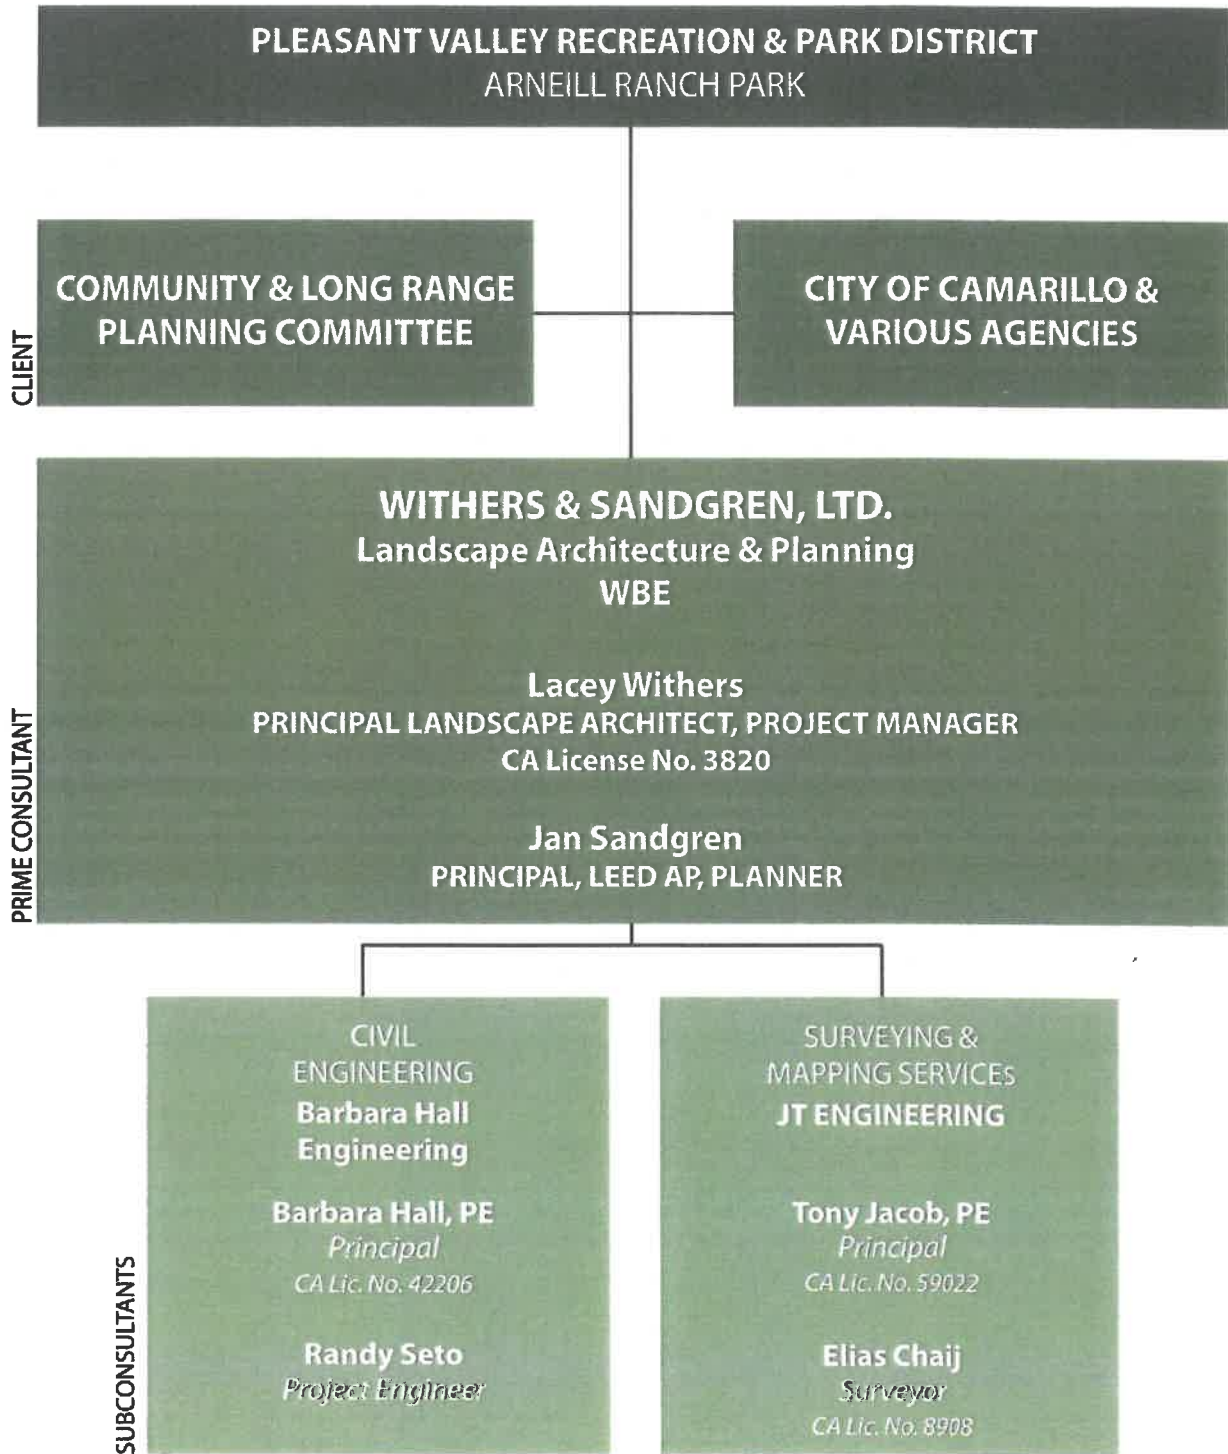 PLEASANT VALLEY RECREATION & PARK DISTRICT
ARNEILL RANCH PARK
CLIENT
COMMUNITY & LONG RANGE
PLANNING COMMITTEE
CITY OF CAMARILLO &
VARIOUS AGENCIES
PRIME CONSULTANT
WITHERS & SANDGREN, LTD.
Landscape Architecture & Planning
WBE
Lacey Withers
PRINCIPAL LANDSCAPE ARCHITECT, PROJECT MANAGER
CA License No. 3820
Jan Sandgren
PRINCIPAL, LEED AP, PLANNER
SUBCONSULTANTS
CIVIL
ENGINEERING
Barbara Hall
Engineering
Barbara Hall, PE
Principal
CA Lic. No. 42206
Randy Seto
Project Engineer
SURVEYING &
MAPPING SERVICES
JT ENGINEERING
Tony Jacob, PE
Principal
CA Lic. No. 59022
Elias Chaij
Surveyor
CA Lic. No. 8908